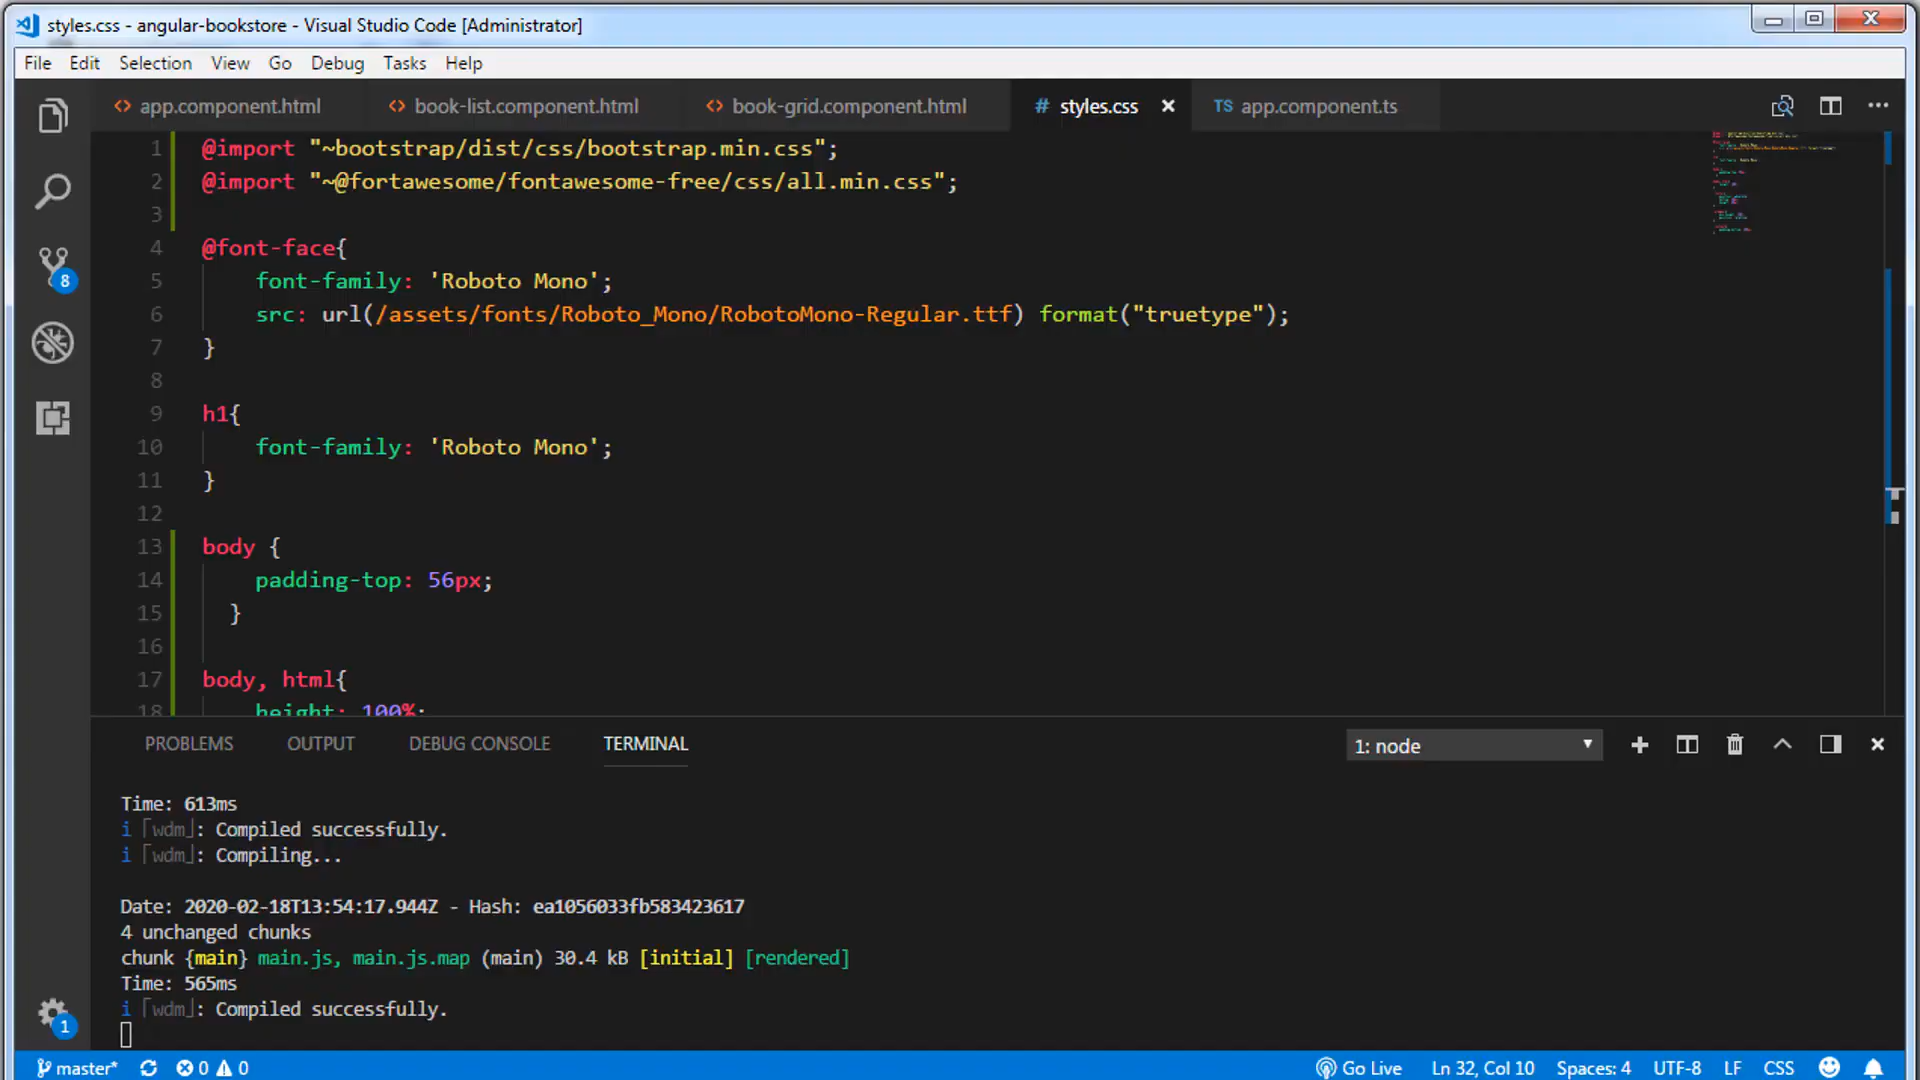 styles.css - angular-bookstore - Visual Studio Code [Administrator]
File Edit Selection View Go Debug Tasks Help
<> app.component.html <> book-list.component.html <> book-grid.component.html # styles.css × TS app.component.ts
1 @import "~bootstrap/dist/css/bootstrap.min.css";
2 @import "~@fortawesome/fontawesome-free/css/all.min.css";
3
4 @font-face{
5 font-family: 'Roboto Mono';
6 src: url(/assets/fonts/Roboto_Mono/RobotoMono-Regular.ttf) format("truetype");
7 }
8
9 h1{
10 font-family: 'Roboto Mono';
11 }
12
13 body {
14 padding-top: 56px;
15 }
16
17 body, html{
18 height: 100%;
8
PROBLEMS OUTPUT DEBUG CONSOLE TERMINAL 1: node
Time: 613ms
i ｢wdm｣: Compiled successfully.
i ｢wdm｣: Compiling...
Date: 2020-02-18T13:54:17.944Z - Hash: ea1056033fb583423617
4 unchanged chunks
chunk {main} main.js, main.js.map (main) 30.4 kB [initial] [rendered]
Time: 565ms
i ｢wdm｣: Compiled successfully.
1
master* 0 0 Go Live Ln 32, Col 10 Spaces: 4 UTF-8 LF CSS